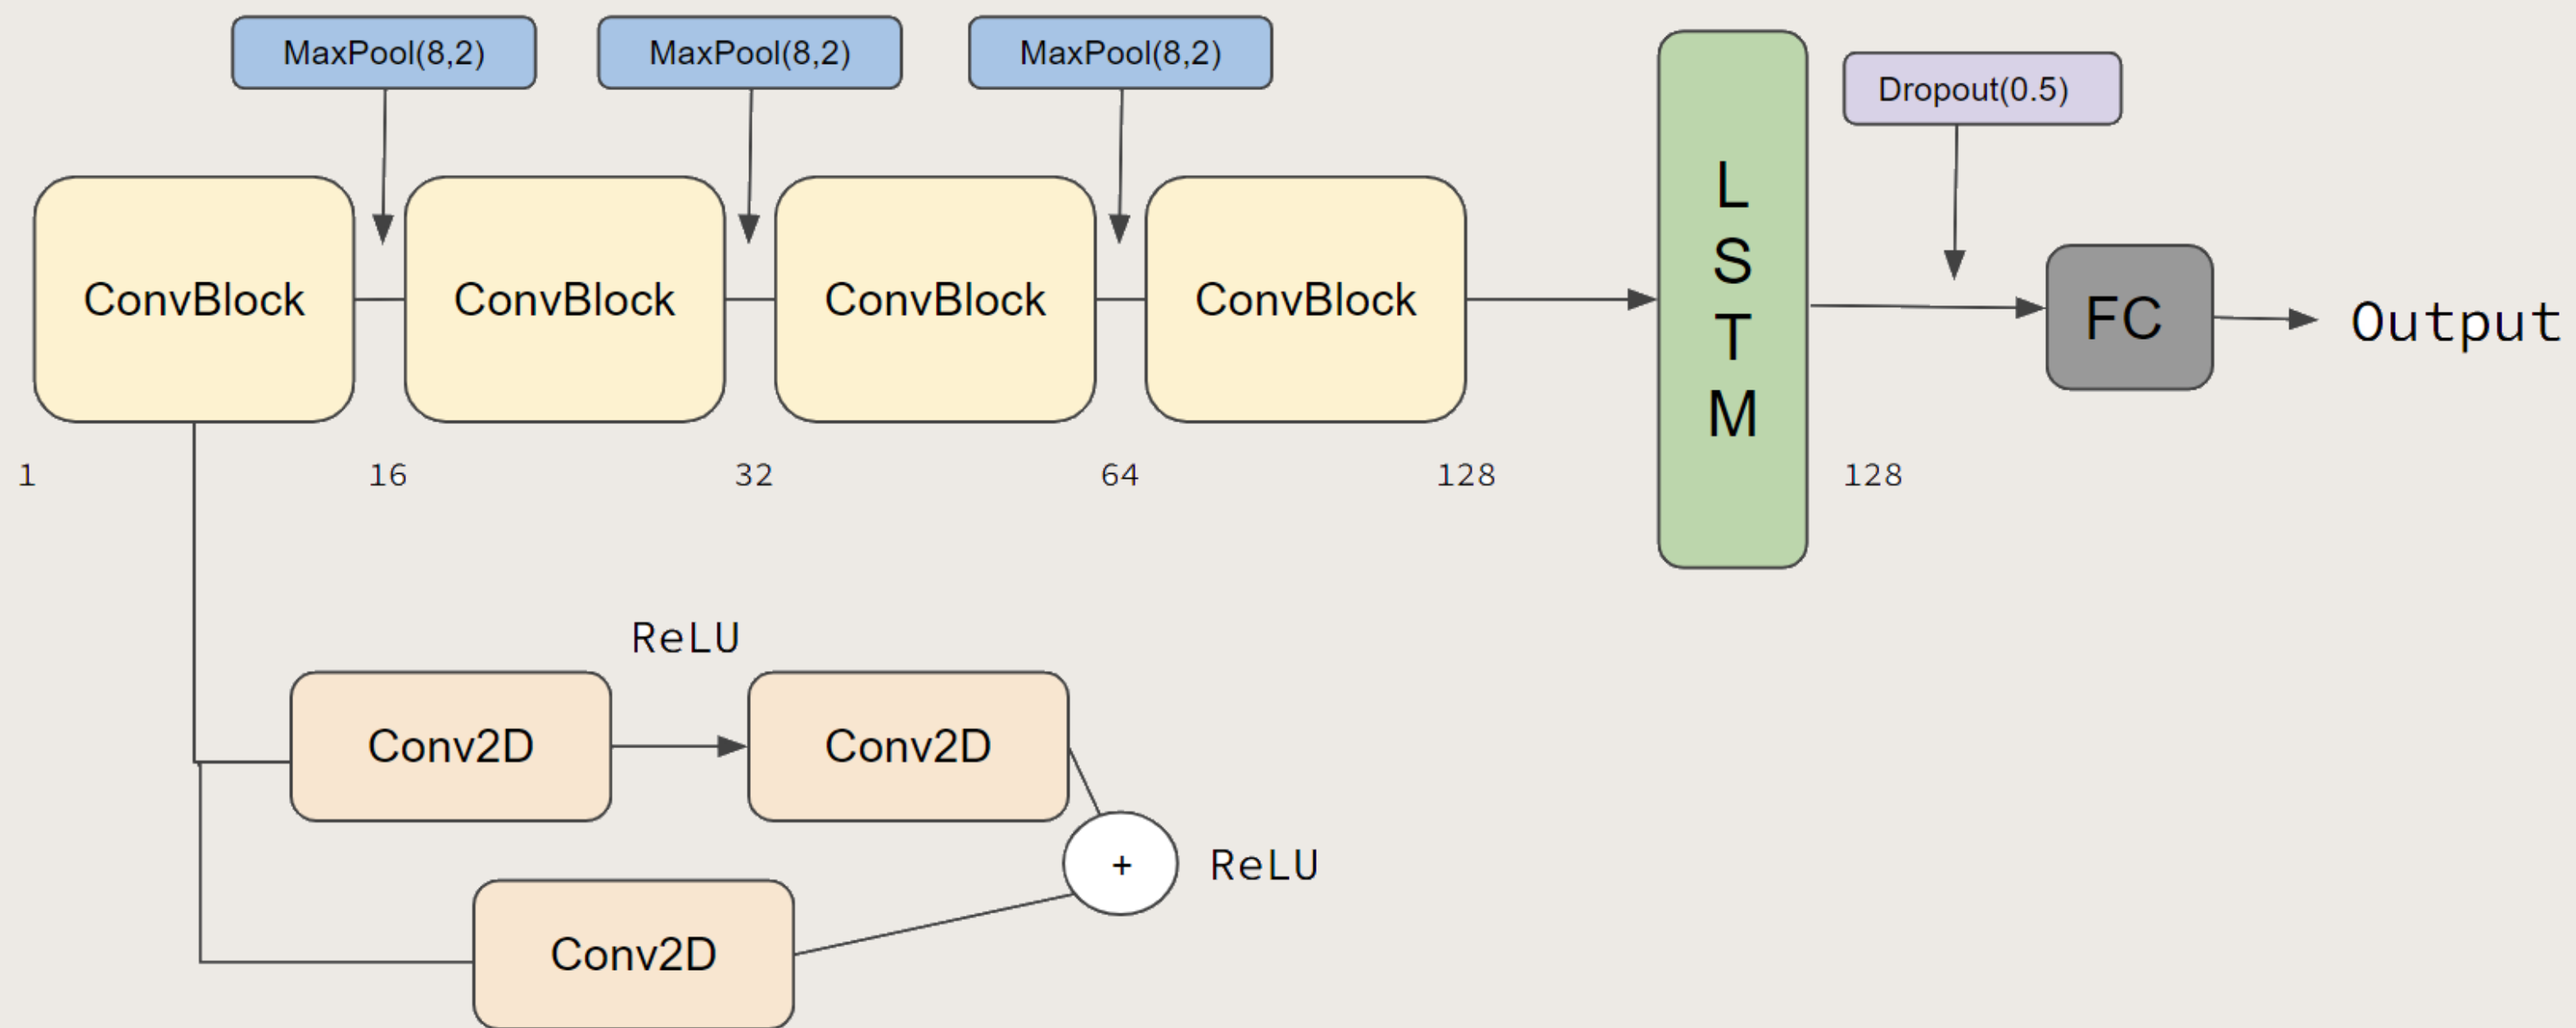 MaxPool(8,2)
MaxPool(8,2)
MaxPool(8,2)
Dropout(0.5)
ConvBlock
ConvBlock
ConvBlock
ConvBlock
LSTM
FC
Output
1
16
32
64
128
128
ReLU
Conv2D
Conv2D
+
ReLU
Conv2D